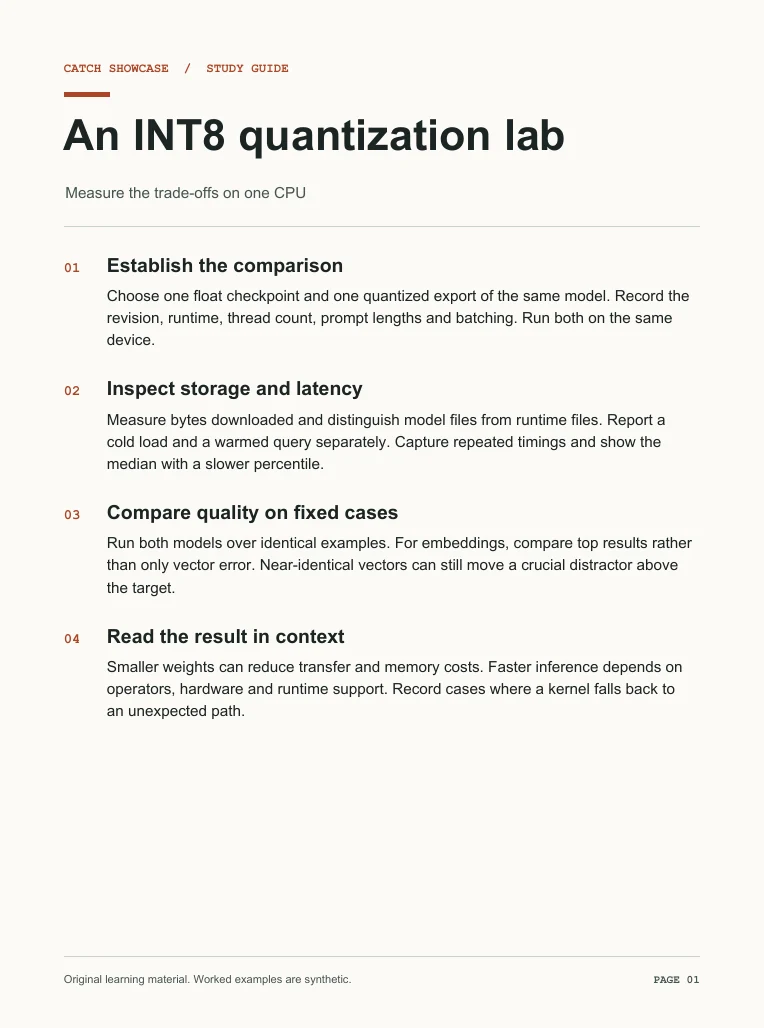 CATCH SHOWCASE / STUDY GUIDE
An INT8 quantization lab
Measure the trade-offs on one CPU
01 Establish the comparison
Choose one float checkpoint and one quantized export of the same model. Record the
revision, runtime, thread count, prompt lengths and batching. Run both on the same
device.
02 Inspect storage and latency
Measure bytes downloaded and distinguish model files from runtime files. Report a
cold load and a warmed query separately. Capture repeated timings and show the
median with a slower percentile.
03 Compare quality on fixed cases
Run both models over identical examples. For embeddings, compare top results rather
than only vector error. Near-identical vectors can still move a crucial distractor above
the target.
04 Read the result in context
Smaller weights can reduce transfer and memory costs. Faster inference depends on
operators, hardware and runtime support. Record cases where a kernel falls back to
an unexpected path.
Original learning material. Worked examples are synthetic. PAGE 01